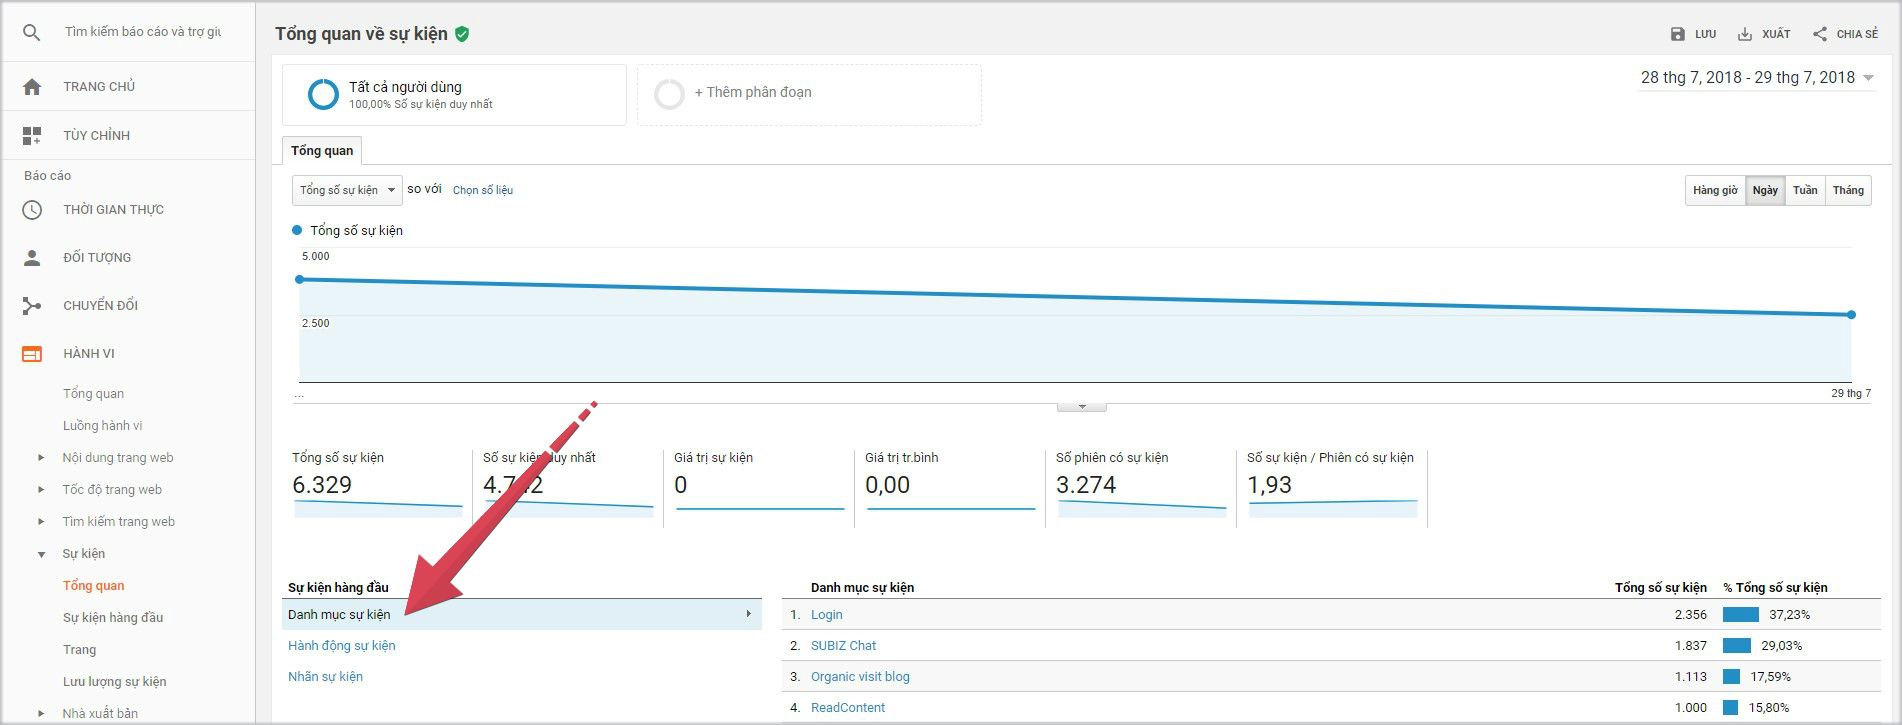 Tìm kiếm báo cáo và trợ giú
TRANG CHỦ
TÙY CHỈNH
Báo cáo
THỜI GIAN THỰC
ĐỐI TƯỢNG
CHUYỂN ĐỔI
HÀNH VI
Tổng quan
Luồng hành vi
Nội dung trang web
Tốc độ trang web
Tìm kiếm trang web
Sự kiện
Tổng quan
Sự kiện hàng đầu
Trang
Lưu lượng sự kiện
Nhà xuất bản
Tổng quan về sự kiện
LƯU XUẤT CHIA SẺ
Tất cả người dùng
100,00% Số sự kiện duy nhất
+ Thêm phân đoạn
28 thg 7, 2018 - 29 thg 7, 2018
Tổng quan
Tổng số sự kiện so với Chọn số liệu
Hàng giờ Ngày Tuần Tháng
Tổng số sự kiện
5.000
2.500
... 29 thg 7
Tổng số sự kiện
6.329
Số sự kiện duy nhất
4.742
Giá trị sự kiện
0
Giá trị tr.bình
0,00
Số phiên có sự kiện
3.274
Số sự kiện / Phiên có sự kiện
1,93
Sự kiện hàng đầu
Danh mục sự kiện
Hành động sự kiện
Nhãn sự kiện
Danh mục sự kiện Tổng số sự kiện % Tổng số sự kiện
1. Login 2.356 37,23%
2. SUBIZ Chat 1.837 29,03%
3. Organic visit blog 1.113 17,59%
4. ReadContent 1.000 15,80%